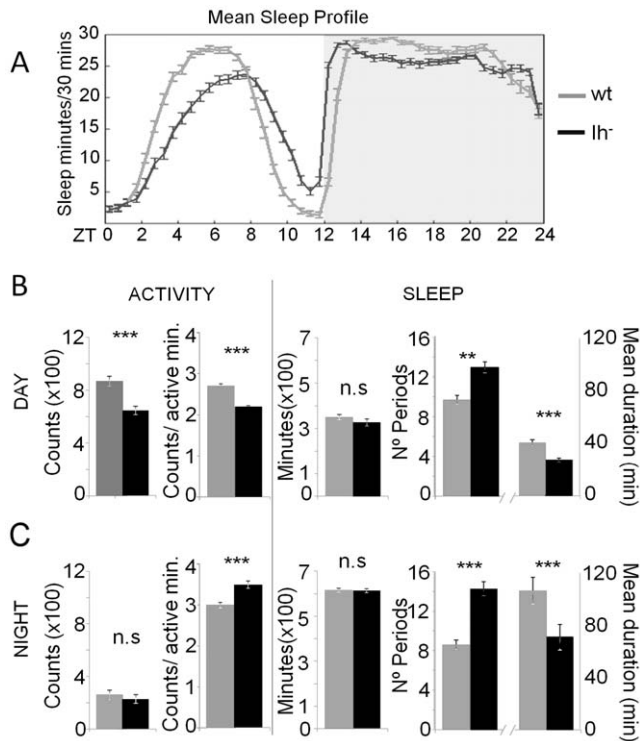 Mean Sleep Profile
A
Sleep minutes/30 mins
30
25
20
15
10
5
ZT 0 2 4 6 8 10 12 14 16 18 20 22 24
wt
lh-
B
ACTIVITY SLEEP
DAY
Counts (x100)
12
8
4
0
***
Counts/ active min.
4
3
2
1
0
***
Minutes(x100)
7
5
3
1
0
n.s
Nº Periods
16
12
8
4
0
**
***
120
80
40
0
Mean duration (min)
C
NIGHT
Counts (x100)
12
8
4
0
n.s
Counts/ active min.
4
3
2
1
0
***
Minutes(x100)
7
5
3
1
0
n.s
Nº Periods
16
12
8
4
0
***
***
120
80
40
0
Mean duration (min)